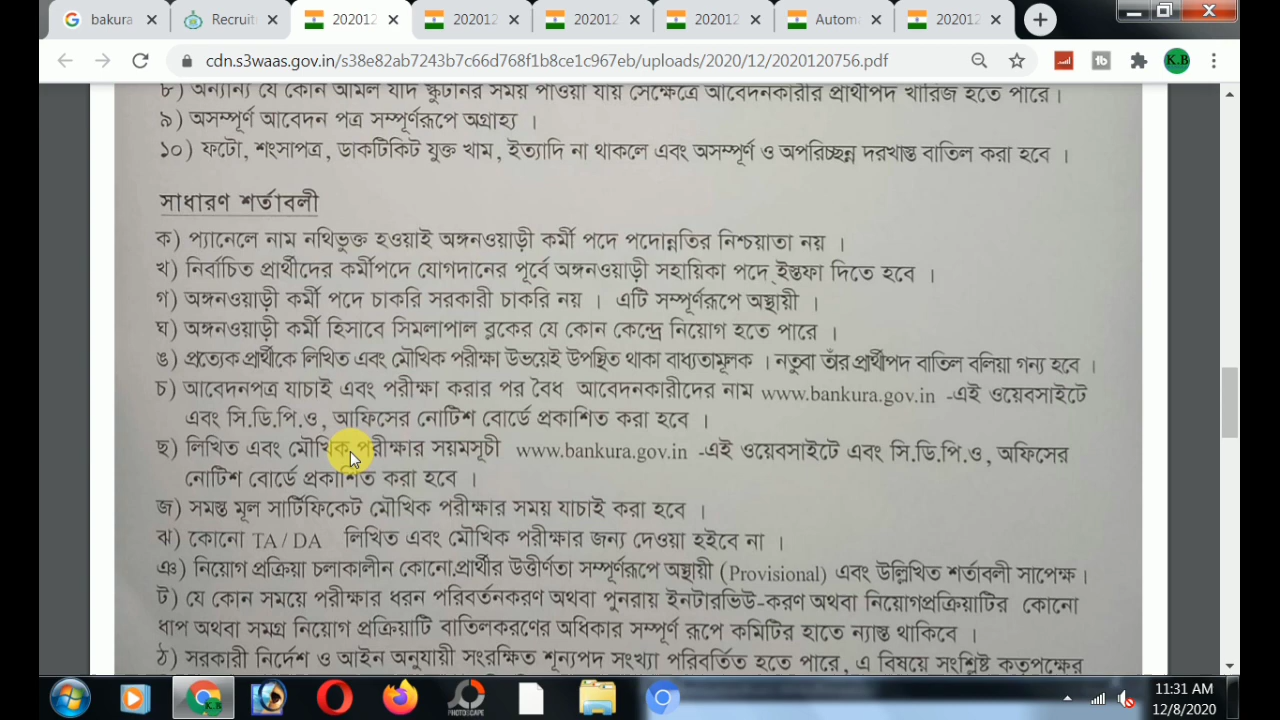 bakura
Recruit
202012
202012
202012
202012
Autom
202012
cdn.s3waas.gov.in/s38e82ab7243b7c66d768f1b8ce1c967eb/uploads/2020/12/2020120756.pdf
K.B
৮) অন্যান্য যে কোন আমল যদি স্ক্রুটিনির সময় পাওয়া যায় সেক্ষেত্রে আবেদনকারীর প্রার্থীপদ খারিজ হতে পারে।
৯) অসম্পূর্ণ আবেদন পত্র সম্পূর্ণরূপে অগ্রাহ্য ।
১০) ফটো, শংসাপত্র, ডাকটিকিট যুক্ত খাম, ইত্যাদি না থাকলে এবং অসম্পূর্ণ ও অপরিচ্ছন্ন দরখাস্ত বাতিল করা হবে ।
সাধারণ শর্তাবলী
ক) প্যানেলে নাম নথিভুক্ত হওয়াই অঙ্গনওয়াড়ী কর্মী পদে পদোন্নতির নিশ্চয়াতা নয় ।
খ) নির্বাচিত প্রার্থীদের কর্মীপদে যোগদানের পূর্বে অঙ্গনওয়াড়ী সহায়িকা পদে ইস্তফা দিতে হবে ।
গ) অঙ্গনওয়াড়ী কর্মী পদে চাকরি সরকারী চাকরি নয় । এটি সম্পূর্ণরূপে অস্থায়ী ।
ঘ) অঙ্গনওয়াড়ী কর্মী হিসাবে সিমলাপাল ব্লকের যে কোন কেন্দ্রে নিয়োগ হতে পারে ।
ঙ) প্রত্যেক প্রার্থীকে লিখিত এবং মৌখিক পরীক্ষা উভয়েই উপস্থিত থাকা বাধ্যতামূলক । নতুবা তাঁর প্রার্থীপদ বাতিল বলিয়া গন্য হবে ।
চ) আবেদনপত্র যাচাই এবং পরীক্ষা করার পর বৈধ আবেদনকারীদের নাম www.bankura.gov.in -এই ওয়েবসাইটে
এবং সি.ডি.পি.ও, আফিসের নোটিশ বোর্ডে প্রকাশিত করা হবে ।
ছ) লিখিত এবং মৌখিক পরীক্ষার সয়মসূচী www.bankura.gov.in -এই ওয়েবসাইটে এবং সি.ডি.পি.ও, অফিসের
নোটিশ বোর্ডে প্রকাশিত করা হবে ।
জ) সমস্ত মূল সার্টিফিকেট মৌখিক পরীক্ষার সময় যাচাই করা হবে ।
ঝ) কোনো TA / DA লিখিত এবং মৌখিক পরীক্ষার জন্য দেওয়া হইবে না ।
ঞ) নিয়োগ প্রক্রিয়া চলাকালীন কোনো প্রার্থীর উত্তীর্ণতা সম্পূর্ণরূপে অস্থায়ী (Provisional) এবং উল্লিখিত শর্তাবলী সাপেক্ষ ।
ট) যে কোন সময়ে পরীক্ষার ধরন পরিবর্তনকরণ অথবা পুনরায় ইনটারভিউ-করণ অথবা নিয়োগপ্রক্রিয়াটির কোনো
ধাপ অথবা সমগ্র নিয়োগ প্রক্রিয়াটি বাতিলকরণের অধিকার সম্পূর্ণ রূপে কমিটির হাতে ন্যাস্ত থাকিবে ।
ঠ) সরকারী নির্দেশ ও আইন অনুযায়ী সংরক্ষিত শূন্যপদ সংখ্যা পরিবর্তিত হতে পারে, এ বিষয়ে সংশ্লিষ্ট কতৃপক্ষের
K.B
PHOTOSCAPE
11:31 AM
12/8/2020